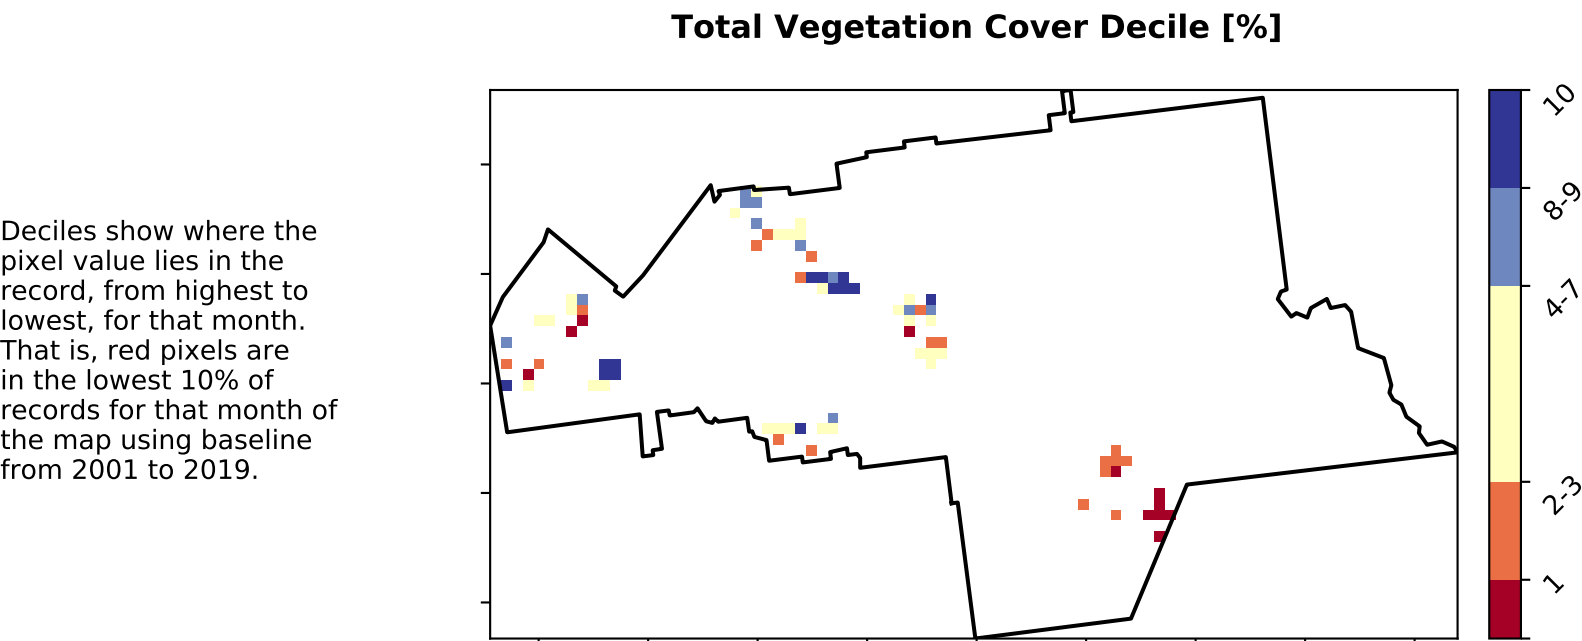 Total Vegetation Cover Decile [%]
Deciles show where the
pixel value lies in the
record, from highest to
lowest, for that month.
That is, red pixels are
in the lowest 10% of
records for that month of
the map using baseline
from 2001 to 2019.
10
8-9
4-7
2-3
1